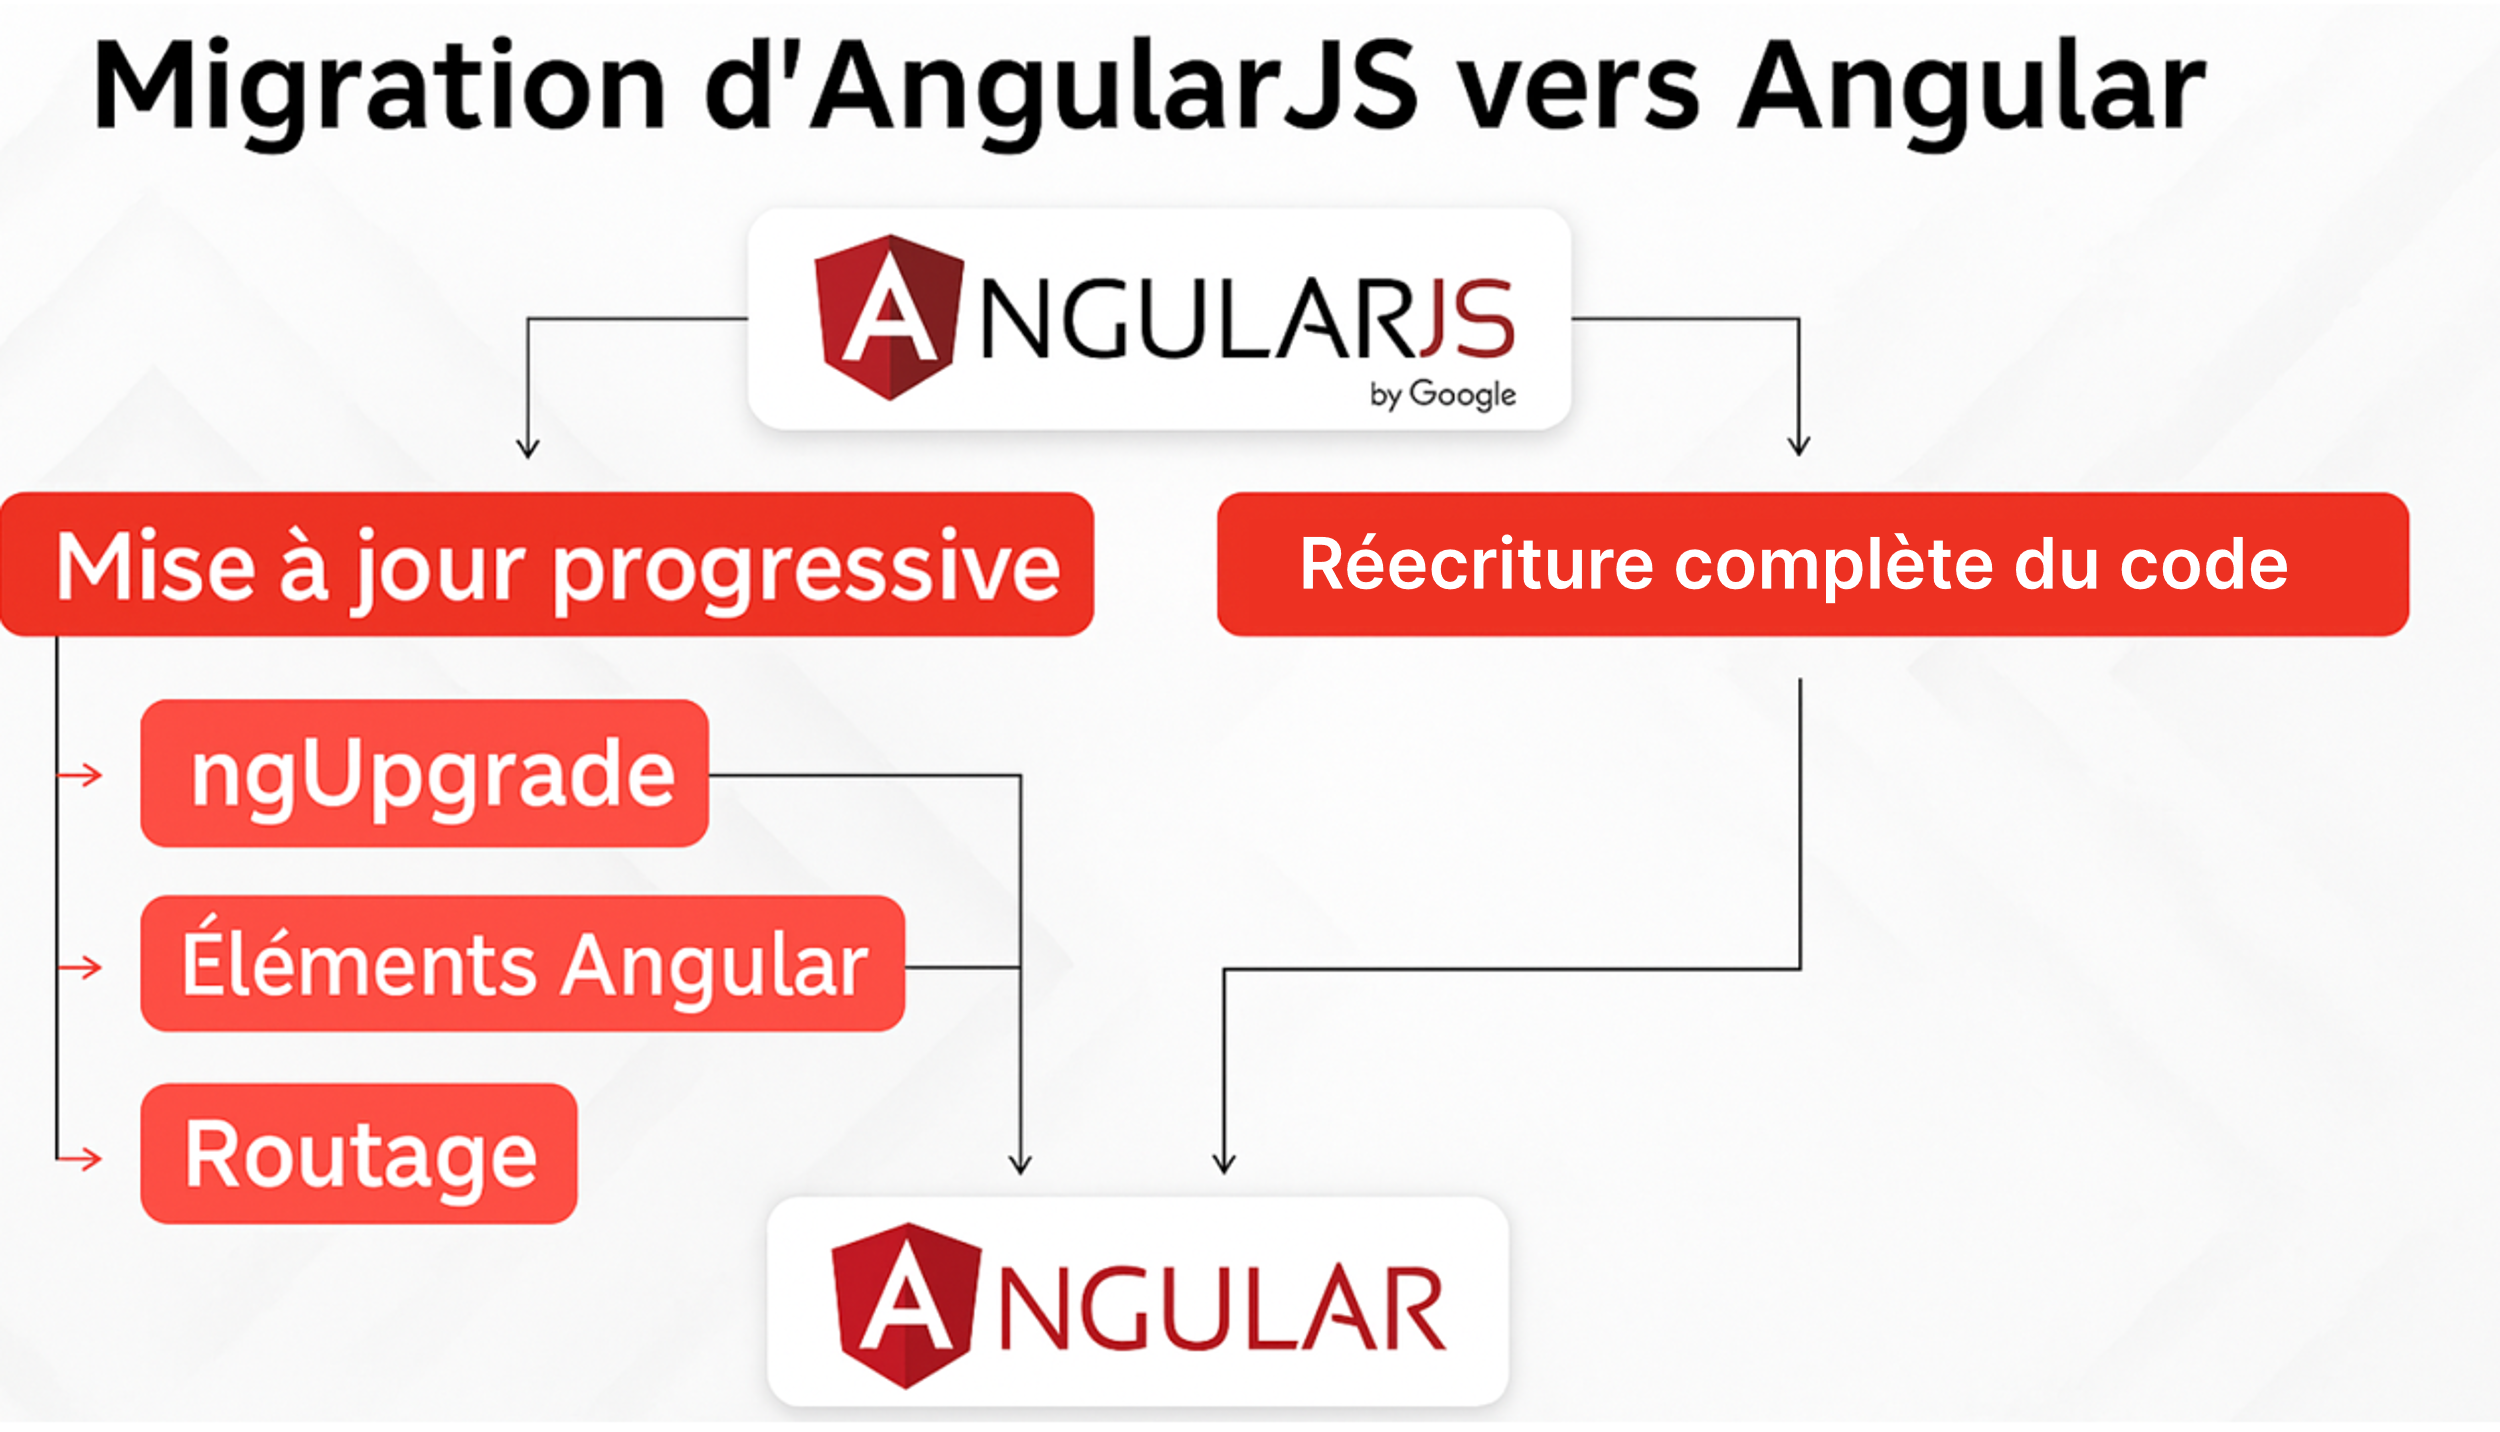 Migration d'AngularJS vers Angular
ANGULARJS
by Google
Mise à jour progressive
Réecriture complète du code
ngUpgrade
Éléments Angular
Routage
ANGULAR